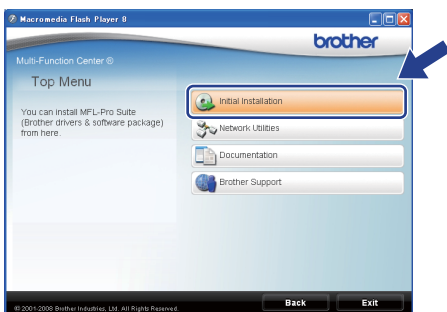 Macromedia Flash Player 8
brother
Multi-Function Center ®
Top Menu
You can install MFL-Pro Suite
(Brother drivers & software package)
from here.
Initial Installation
Network Utilities
Documentation
Brother Support
© 2001-2008 Brother Industries, Ltd. All Rights Reserved.
Back
Exit